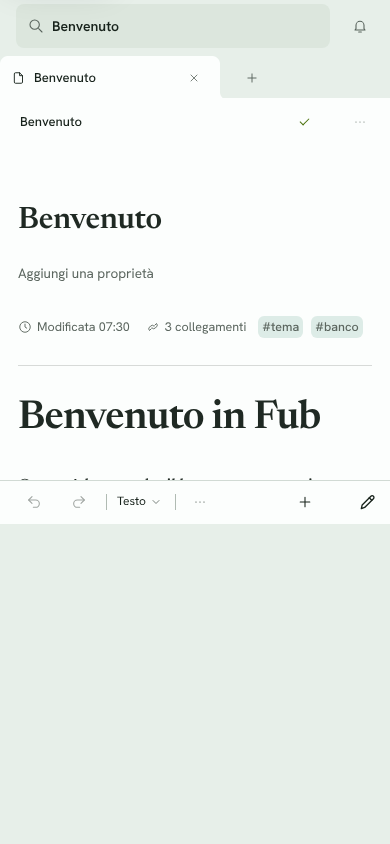 Benvenuto
Benvenuto
Benvenuto
Benvenuto
Aggiungi una proprietà
Modificata 07:30 3 collegamenti #tema #banco
Benvenuto in Fub
Testo